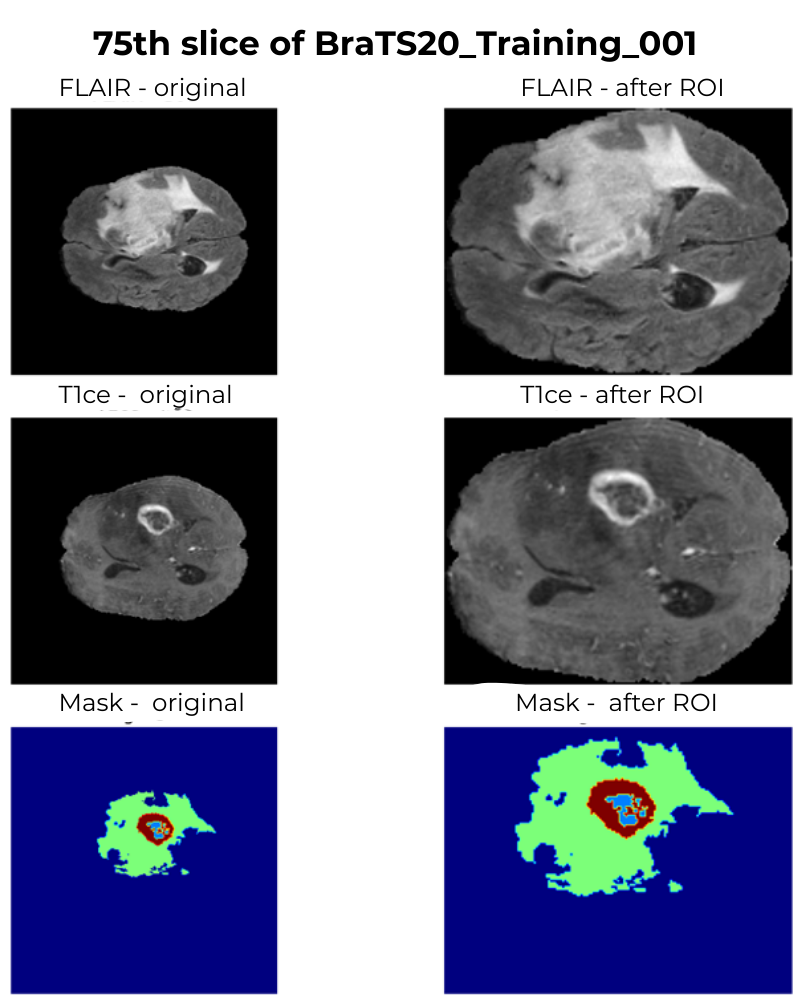 75th slice of BraTS20_Training_001
FLAIR - original
FLAIR - after ROI
T1ce -  original
T1ce - after ROI
Mask -  original
Mask -  after ROI